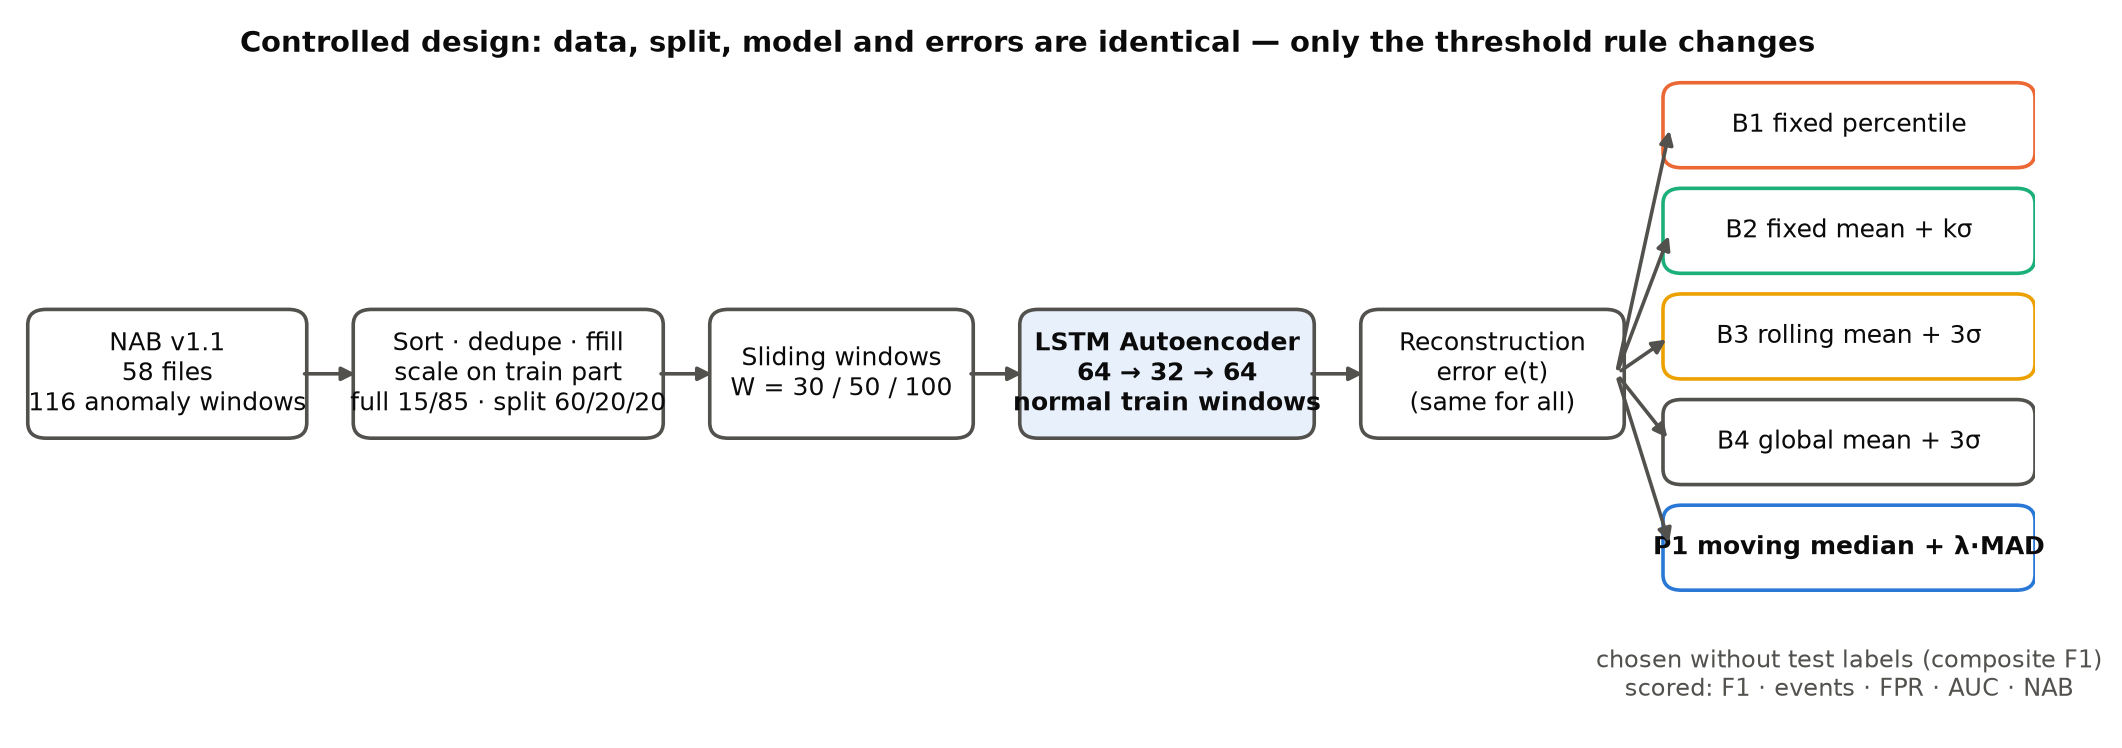 Controlled design: data, split, model and errors are identical — only the threshold rule changes
NAB v1.1
58 files
116 anomaly windows
Sort · dedupe · ffill
scale on train part
full 15/85 · split 60/20/20
Sliding windows
W = 30 / 50 / 100
LSTM Autoencoder
64 → 32 → 64
normal train windows
Reconstruction
error e(t)
(same for all)
B1 fixed percentile
B2 fixed mean + kσ
B3 rolling mean + 3σ
B4 global mean + 3σ
P1 moving median + λ·MAD
chosen without test labels (composite F1)
scored: F1 · events · FPR · AUC · NAB